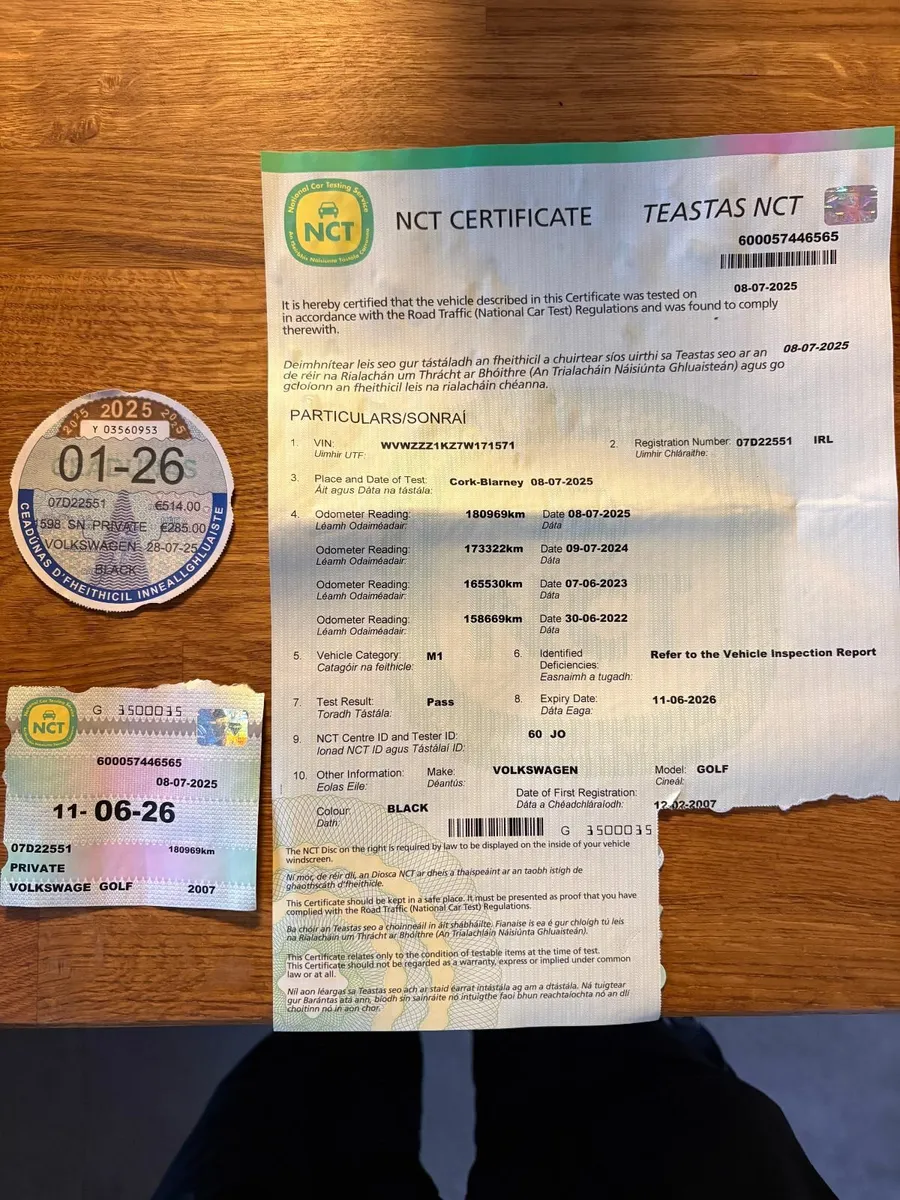 National Car Testing Service
NCT
An tSeirbhís Náisiúnta Tástála Carranna
NCT CERTIFICATE
TEASTAS NCT
600057446565
It is hereby certified that the vehicle described in this Certificate was tested on 08-07-2025
in accordance with the Road Traffic (National Car Test) Regulations and was found to comply
therewith.
Deimhnítear leis seo gur tástáladh an fheithicil a chuirtear síos uirthi sa Teastas seo ar an 08-07-2025
de réir na Rialachán um Thrácht ar Bhóithre (An Trialacháin Náisiúnta Ghluaisteán) agus go
gcloíonn an fheithicil leis na rialacháin chéanna.
PARTICULARS/SONRAÍ
1. VIN: WVWZZZ1KZ7W171571
Uimhir UTF:
2. Registration Number: 07D22551 IRL
Uimhir Chláraithe:
3. Place and Date of Test: Cork-Blarney 08-07-2025
Áit agus Dáta na tástála:
4. Odometer Reading: 180969km Date 08-07-2025
Léamh Odaiméadair: Dáta
Odometer Reading: 173322km Date 09-07-2024
Léamh Odaiméadair: Dáta
Odometer Reading: 165530km Date 07-06-2023
Léamh Odaiméadair: Dáta
Odometer Reading: 158669km Date 30-06-2022
Léamh Odaiméadair: Dáta
5. Vehicle Category: M1
Catagóir na feithicle:
6. Identified Refer to the Vehicle Inspection Report
Deficiencies:
Easnaimh a tugadh:
7. Test Result: Pass
Toradh Tástála:
8. Expiry Date: 11-06-2026
Dáta Éaga:
9. NCT Centre ID and Tester ID: 60 JO
Ionad NCT ID agus Tástálaí ID:
10. Other Information: Make: VOLKSWAGEN Model: GOLF
Eolas Eile: Déantús: Cineál:
Date of First Registration:
Dáta a Chéadchláraíodh: 12-02-2007
Colour: BLACK
Dath:
G 3500035
The NCT Disc on the right is required by law to be displayed on the inside of your vehicle
windscreen.
Ní mór, de réir dlí, an Diosca NCT ar dheis a thaispeáint ar an taobh istigh de
ghaothscáth d'fheithicle.
This Certificate should be kept in a safe place. It must be presented as proof that you have
complied with the Road Traffic (National Car Test) Regulations.
Ba chóir an Teastas seo a choinneáil in áit shábháilte. Fianaise is ea é gur chloígh tú leis
na Rialacháin um Thrácht ar Bhóithre (An Trialacháin Náisiúnta Ghluaisteán).
This Certificate relates only to the condition of testable items at the time of test.
This Certificate should not be regarded as a warranty, express or implied under common
law or at all.
Níl aon léargas sa Teastas seo ach ar staid earraí intástála ag am a dtástála. Ná tuigtear
gur Barántas atá ann, bíodh sin sainráite nó intuigthe faoi bhun reachtaíochta nó an dlí
choitinn nó in aon chor.
2025 2025 2025
Y 03560953
01-26
07D22551 €514.00
1598 SN PRIVATE €285.00
VOLKSWAGEN 28-07-25
BLACK
CEADÚNAS D'FHEITHICIL INNEALLGHLUAISTE
NCT
G 3500035
600057446565
08-07-2025
11- 06-26
07D22551 180969km
PRIVATE
VOLKSWAGE GOLF 2007